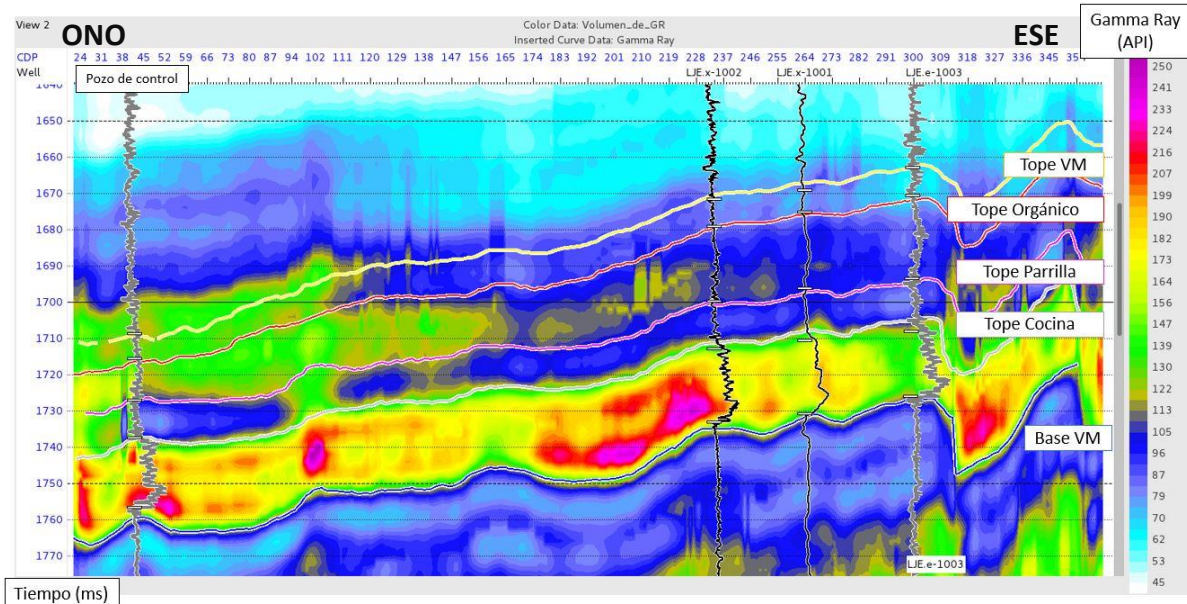 View 2
ONO
Color Data: Volumen_de_GR
Inserted Curve Data: Gamma Ray
ESE
Gamma Ray
(API)
CDP 24 31 38 45 52 59 66 73 80 87 94 102 111 120 129 138 147 156 165 174 183 193 201 210 219 228 237 246 255 264 273 282 291 300 309 317 327 336 345
Well
Pozo de control
LJE.x-1002
LJE.x-1001
LJE.e-1003
1650
1660
1670
1680
1690
1700
1710
1720
1730
1740
1750
1760
1770
Tope VM
Tope Orgánico
Tope Parrilla
Tope Cocina
Base VM
250
241
233
224
216
207
199
190
182
173
164
156
147
139
130
122
113
105
96
87
79
70
62
53
45
LJE.e-1003
Tiempo (ms)